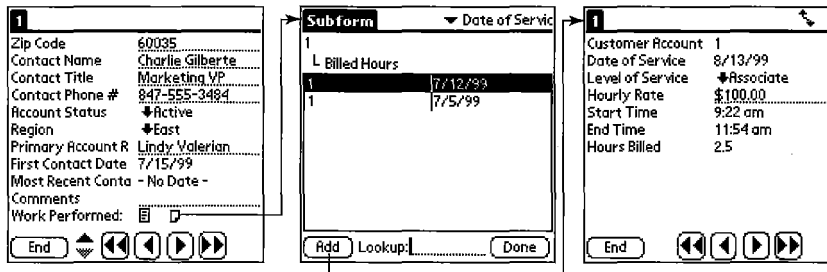 1
Zip Code 60035
Contact Name Charlie Gilberte
Contact Title Marketing VP
Contact Phone # 847-555-3484
Account Status Active
Region East
Primary Account R Lindy Valerian
First Contact Date 7/15/99
Most Recent Conta - No Date -
Comments
Work Performed:
End
Subform Date of Servic
1
Billed Hours
1 7/12/99
1 7/5/99
Add Lookup: Done
1
Customer Account 1
Date of Service 8/13/99
Level of Service Associate
Hourly Rate $100.00
Start Time 9:22 am
End Time 11:54 am
Hours Billed 2.5
End